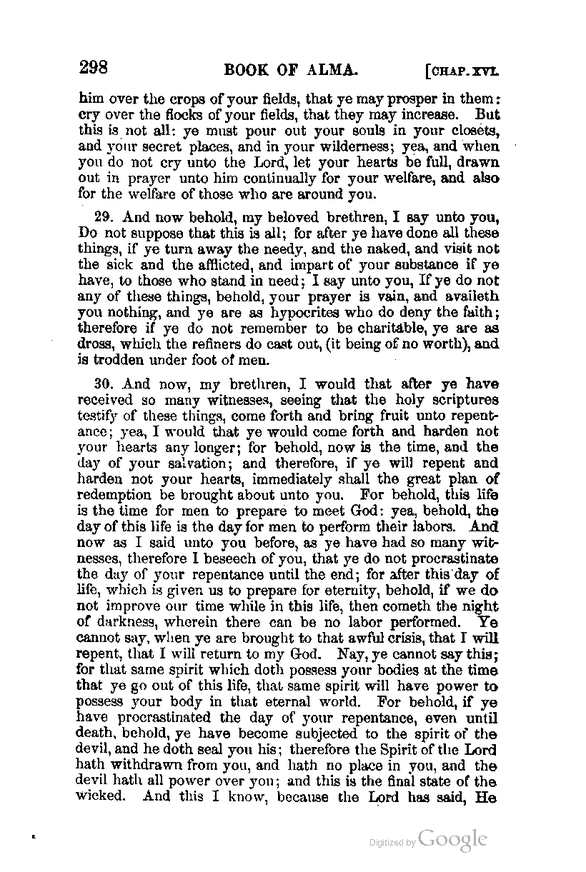 298 BOOK OF ALMA. [CHAP. XVI.
him over the crops of your fields, that ye may prosper in them:
cry over the flocks of your fields, that they may increase. But
this is not all: ye must pour out your souls in your closets,
and your secret places, and in your wilderness; yea, and when
you do not cry unto the Lord, let your hearts be full, drawn
out in prayer unto him continually for your welfare, and also
for the welfare of those who are around you.
29. And now behold, my beloved brethren, I say unto you,
Do not suppose that this is all; for after ye have done all these
things, if ye turn away the needy, and the naked, and visit not
the sick and the afflicted, and impart of your substance if ye
have, to those who stand in need; I say unto you, If ye do not
any of these things, behold, your prayer is vain, and availeth
you nothing, and ye are as hypocrites who do deny the faith;
therefore if ye do not remember to be charitable, ye are as
dross, which the refiners do cast out, (it being of no worth), and
is trodden under foot of men.
30. And now, my brethren, I would that after ye have
received so many witnesses, seeing that the holy scriptures
testify of these things, come forth and bring fruit unto repent-
ance; yea, I would that ye would come forth and harden not
your hearts any longer; for behold, now is the time, and the
day of your salvation; and therefore, if ye will repent and
harden not your hearts, immediately shall the great plan of
redemption be brought about unto you. For behold, this life
is the time for men to prepare to meet God: yea, behold, the
day of this life is the day for men to perform their labors. And
now as I said unto you before, as ye have had so many wit-
nesses, therefore I beseech of you, that ye do not procrastinate
the day of your repentance until the end; for after this day of
life, which is given us to prepare for eternity, behold, if we do
not improve our time while in this life, then cometh the night
of darkness, wherein there can be no labor performed. Ye
cannot say, when ye are brought to that awful crisis, that I will
repent, that I will return to my God. Nay, ye cannot say this;
for that same spirit which doth possess your bodies at the time
that ye go out of this life, that same spirit will have power to
possess your body in that eternal world. For behold, if ye
have procrastinated the day of your repentance, even until
death, behold, ye have become subjected to the spirit of the
devil, and he doth seal you his; therefore the Spirit of the Lord
hath withdrawn from you, and hath no place in you, and the
devil hath all power over you; and this is the final state of the
wicked. And this I know, because the Lord has said, He
Digitized by Google